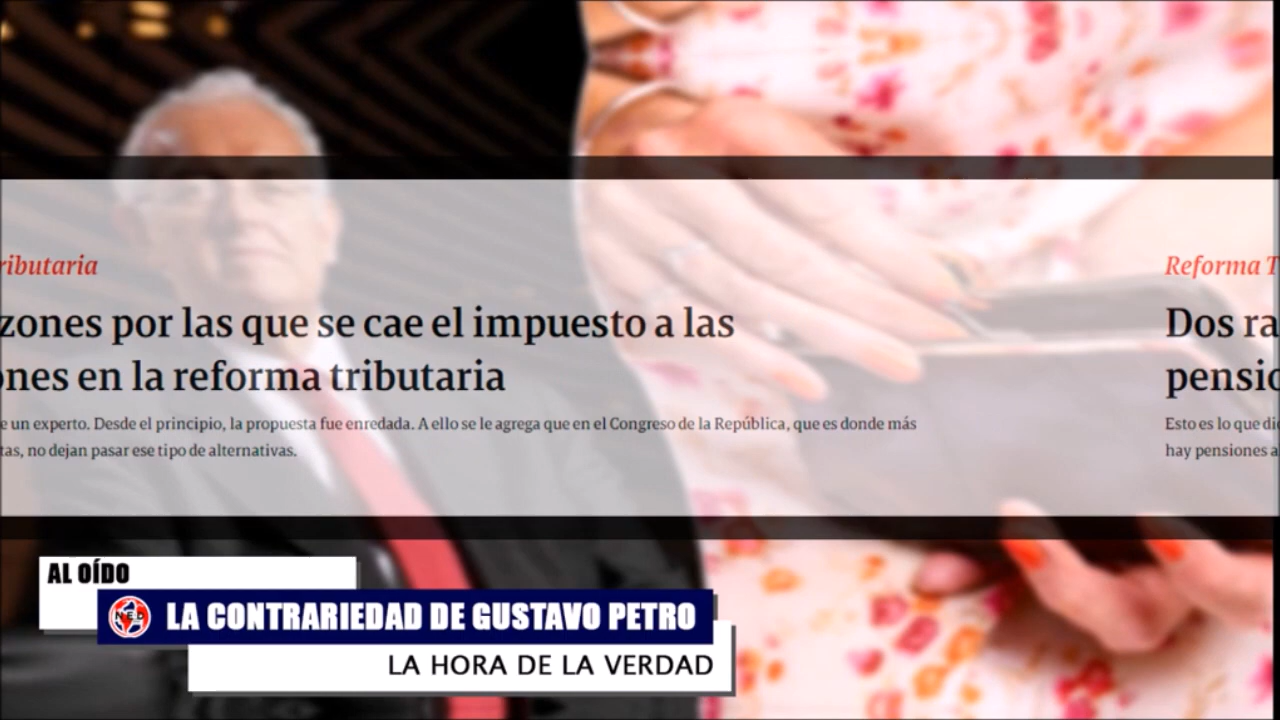 ributaria
zones por las que se cae el impuesto a las
ones en la reforma tributaria
e un experto. Desde el principio, la propuesta fue enredada. A ello se le agrega que en el Congreso de la República, que es donde más
tas, no dejan pasar ese tipo de alternativas.
Reforma T
Dos ra
pensio
Esto es lo que di
hay pensiones a
AL OÍDO
LA CONTRARIEDAD DE GUSTAVO PETRO
LA HORA DE LA VERDAD